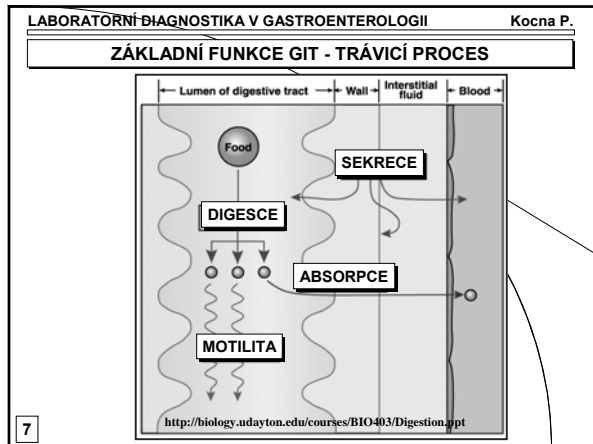 LABORATORNÍ DIAGNOSTIKA V GASTROENTEROLOGII Kocna P.
ZÁKLADNÍ FUNKCE GIT - TRÁVICÍ PROCES
Lumen of digestive tract Wall Interstitial fluid Blood
Food
SEKRECE
DIGESCE
ABSORPCE
MOTILITA
http://biology.udayton.edu/courses/BIO403/Digestion.ppt
7